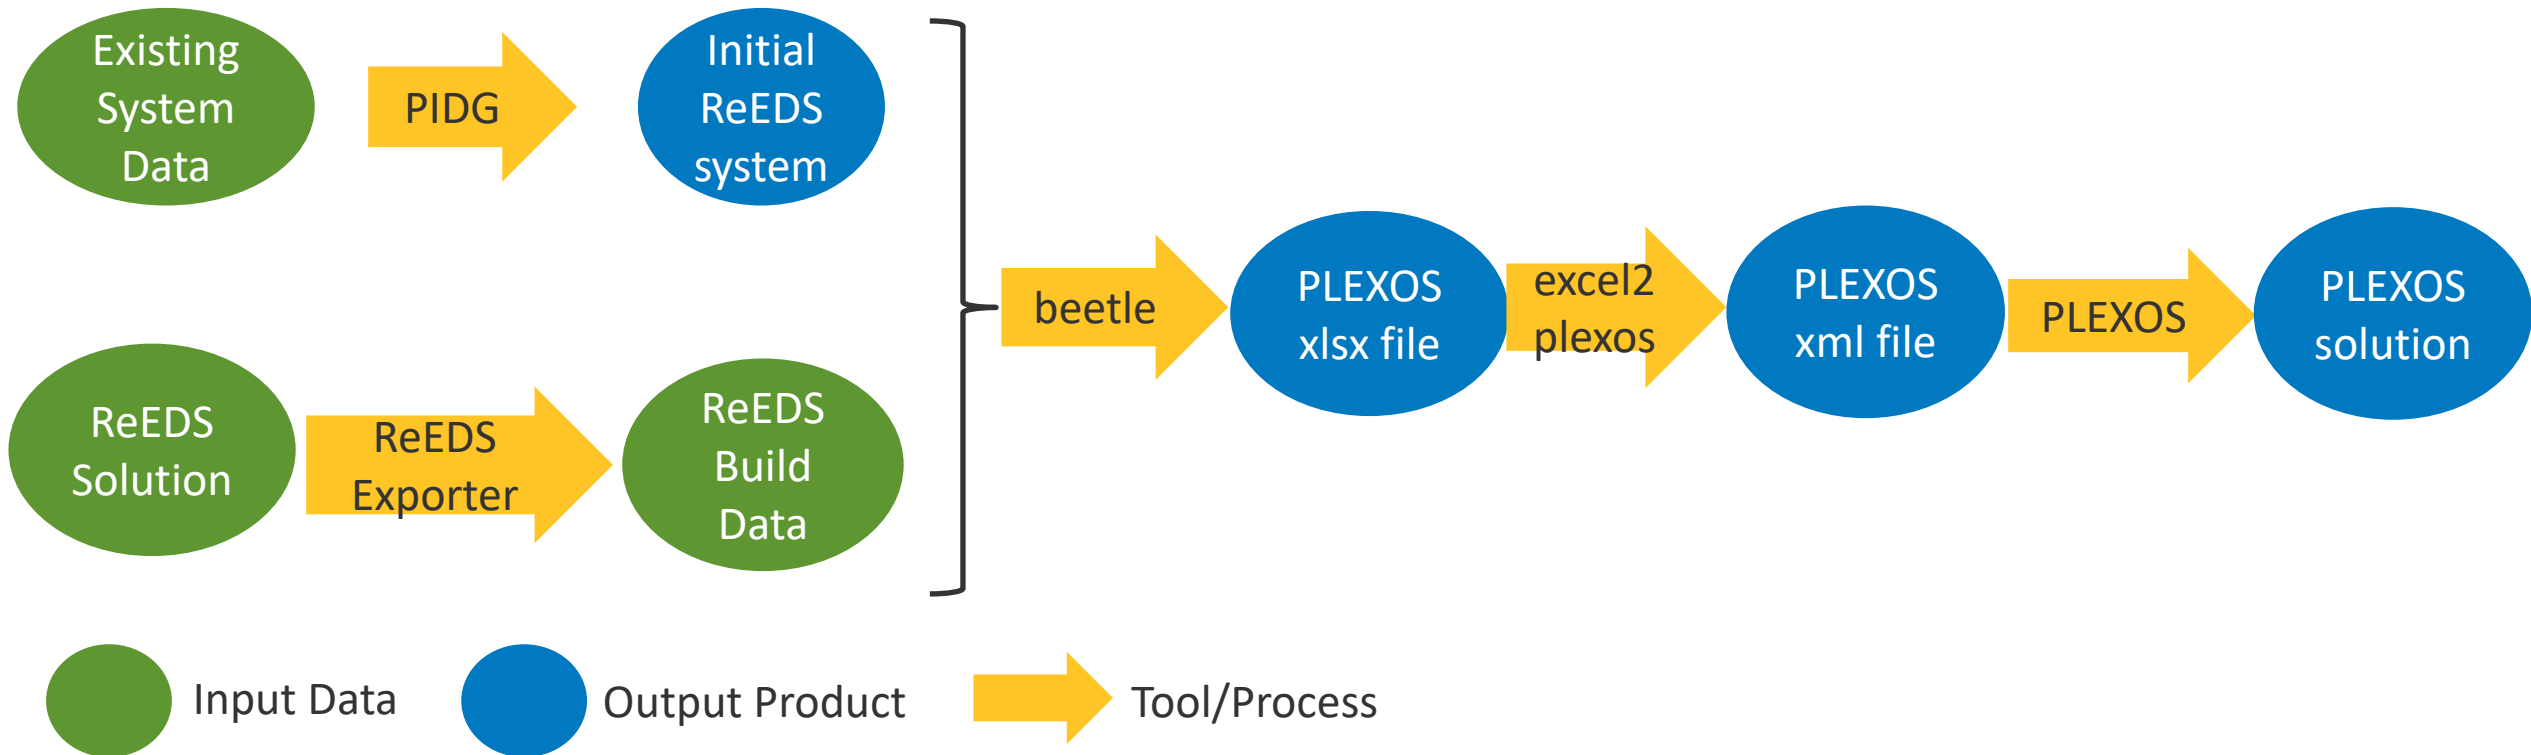 Existing
System
Data
PIDG
Initial
ReEDS
system
ReEDS
Solution
ReEDS
Exporter
ReEDS
Build
Data
beetle
PLEXOS
xlsx file
excel2
plexos
PLEXOS
xml file
PLEXOS
PLEXOS
solution
Input Data
Output Product
Tool/Process